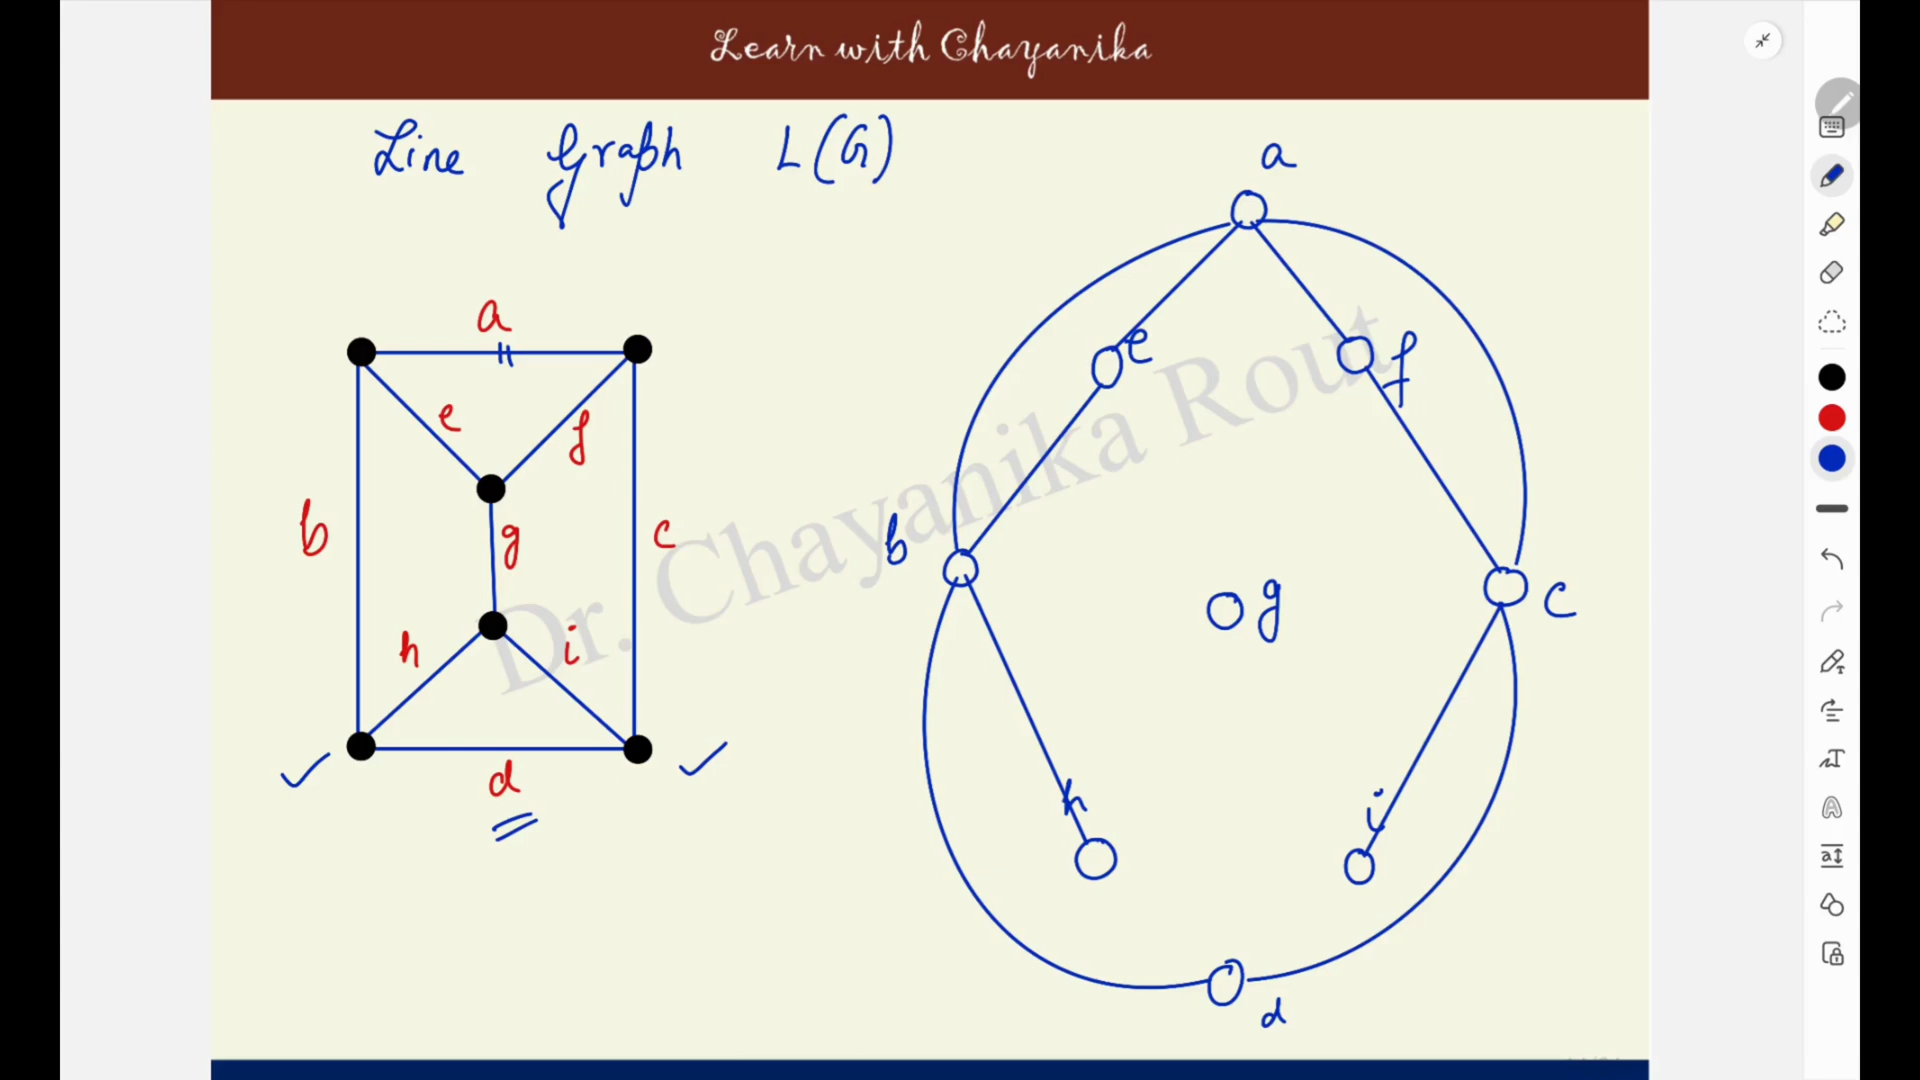 Learn with Chayanika
Line Graph L(G)
a
a
e
f
e
f
b
g
c
b
g
c
h
i
d
h
i
d
Dr. Chayanika Rout